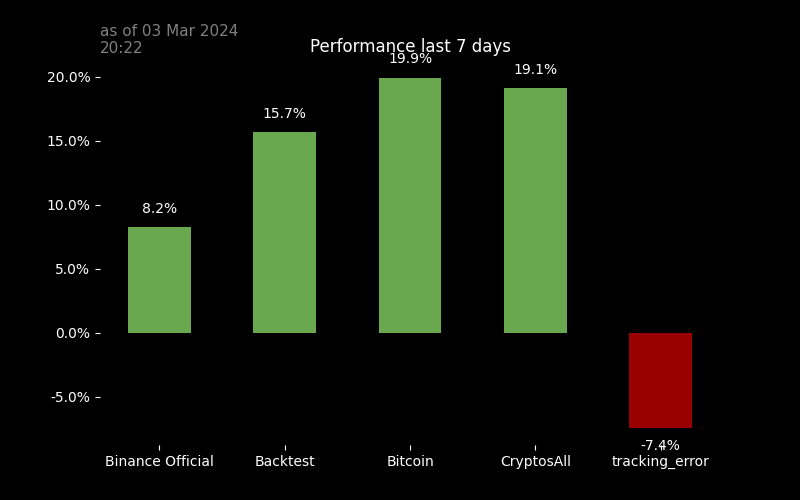 as of 03 Mar 2024
20:22
Performance last 7 days
19.9%
20.0%
19.1%
15.7%
15.0%
8.2%
10.0%
5.0%
0.0%
-5.0%
-7.4%
Binance Official
Backtest
Bitcoin
CryptosAll
tracking_error